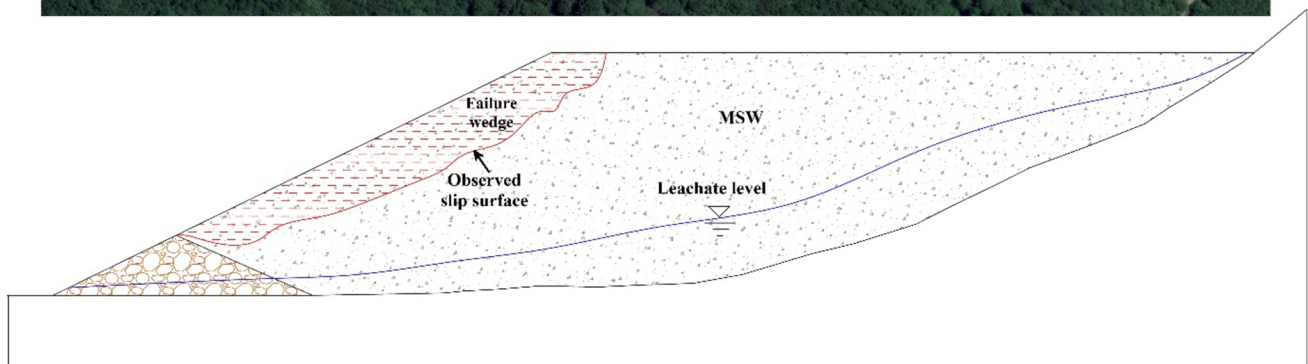 Failure
wedge
MSW
Observed
slip surface
Leachate level